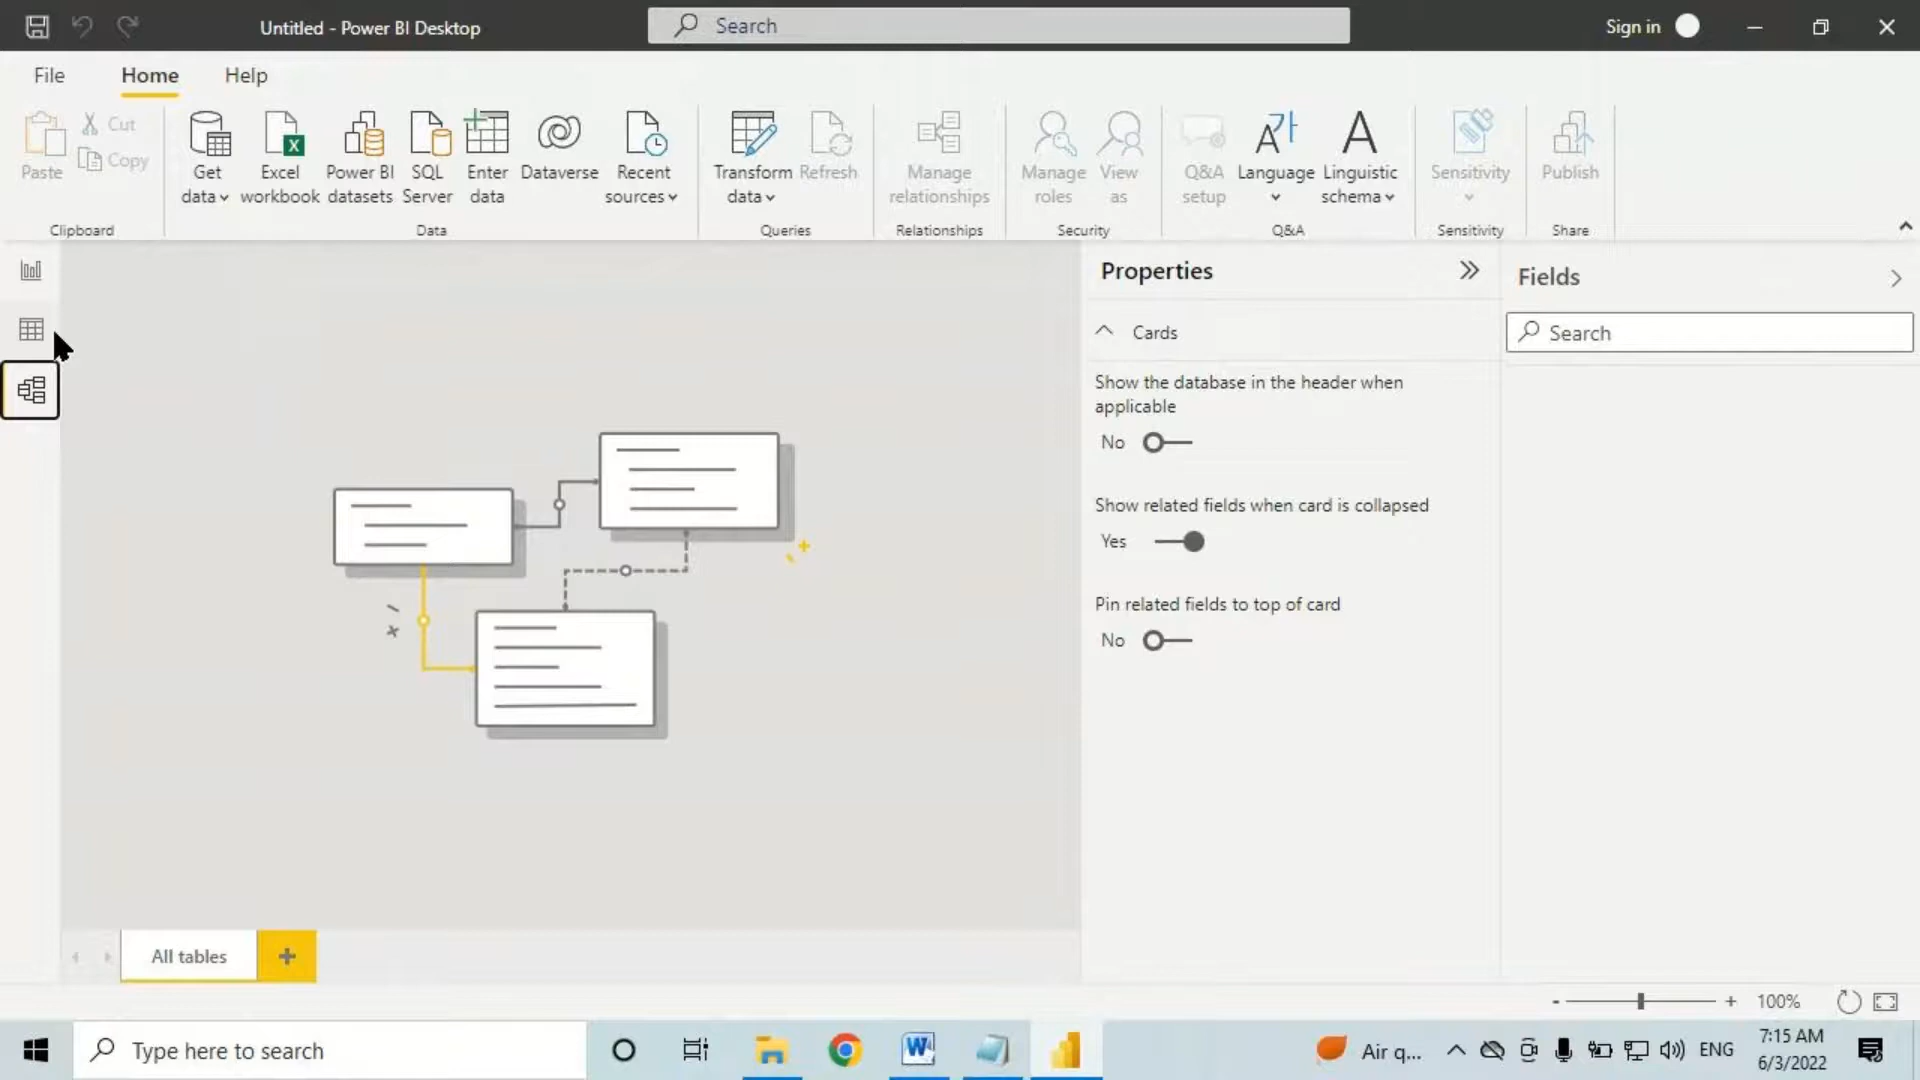 Untitled - Power BI Desktop
Search
Sign in
File
Home
Help
Paste
Cut
Copy
Clipboard
Get data
Excel workbook
Power BI datasets
SQL Server
Enter data
Dataverse
Recent sources
Data
Transform data
Refresh
Queries
Manage relationships
Relationships
Manage roles
View as
Security
Q&A setup
Language
Linguistic schema
Q&A
Sensitivity
Sensitivity
Publish
Share
Properties
Cards
Show the database in the header when
applicable
No
Show related fields when card is collapsed
Yes
Pin related fields to top of card
No
Fields
Search
All tables
100%
Type here to search
Air q...
ENG
7:15 AM
6/3/2022